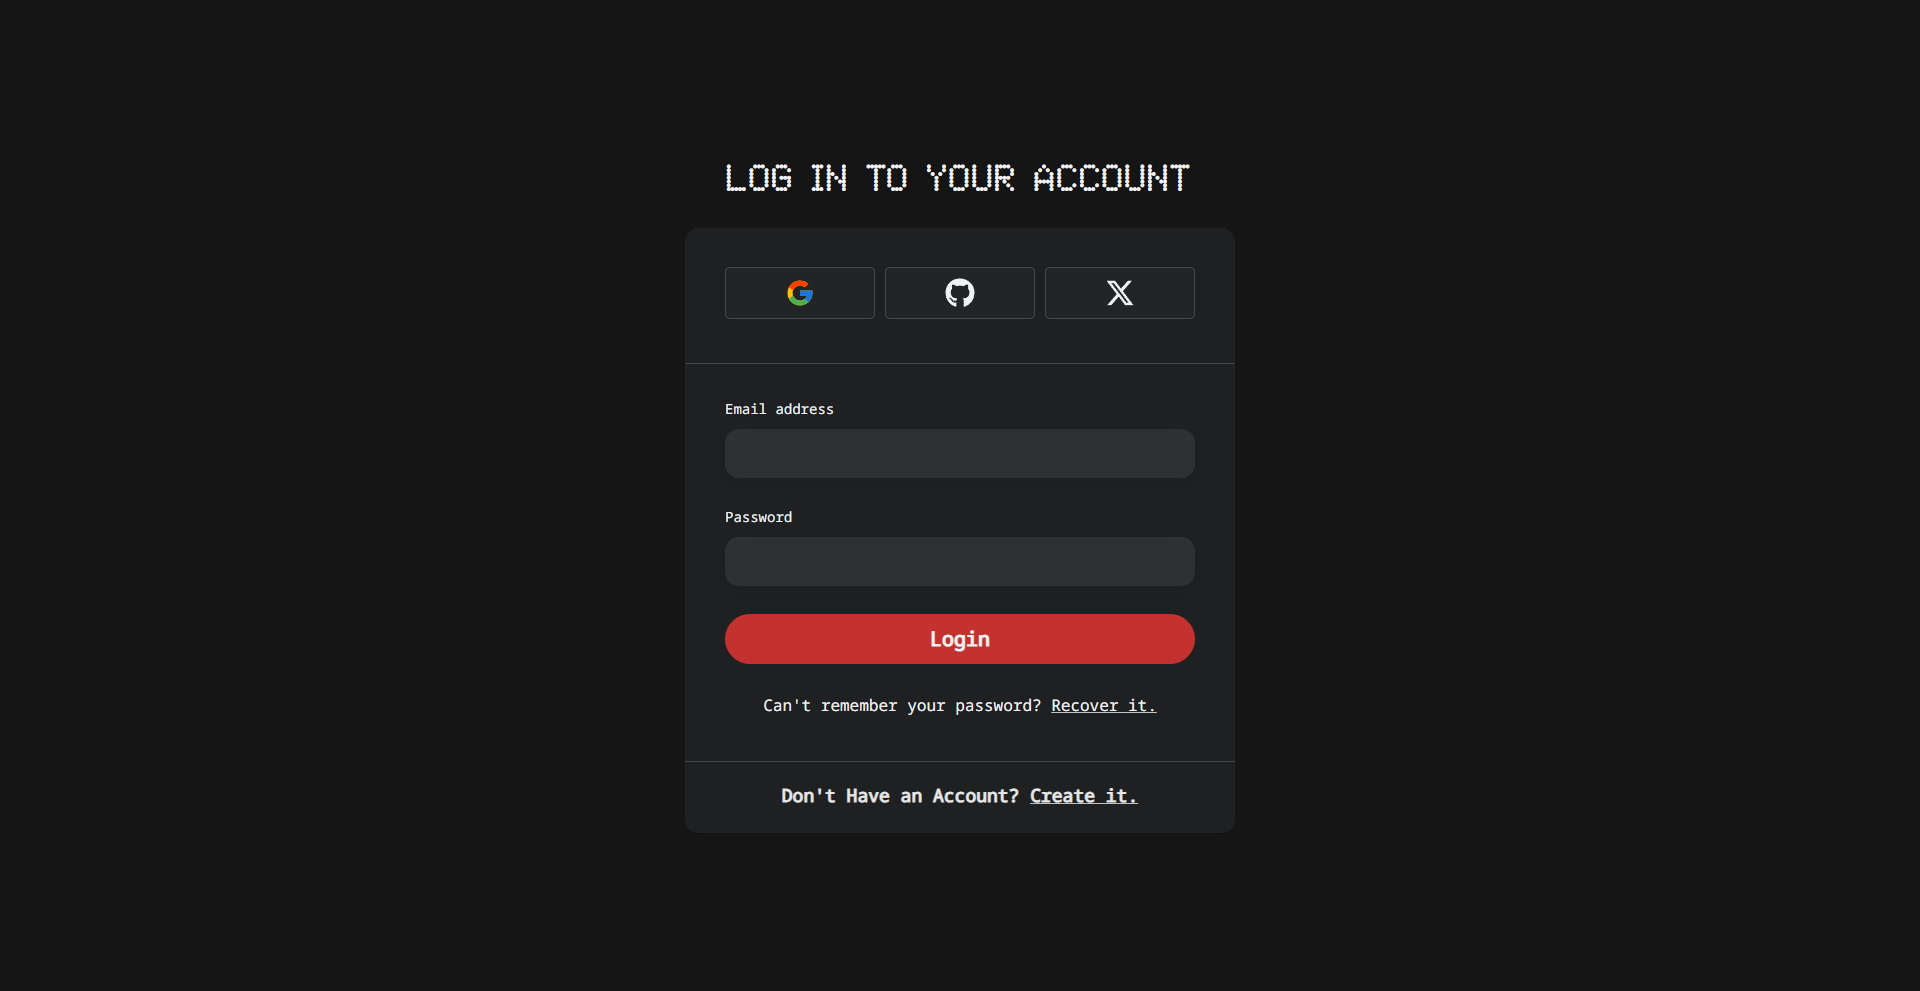 LOG IN TO YOUR ACCOUNT
Email address
Password
Login
Can't remember your password? Recover it.
Don't Have an Account? Create it.